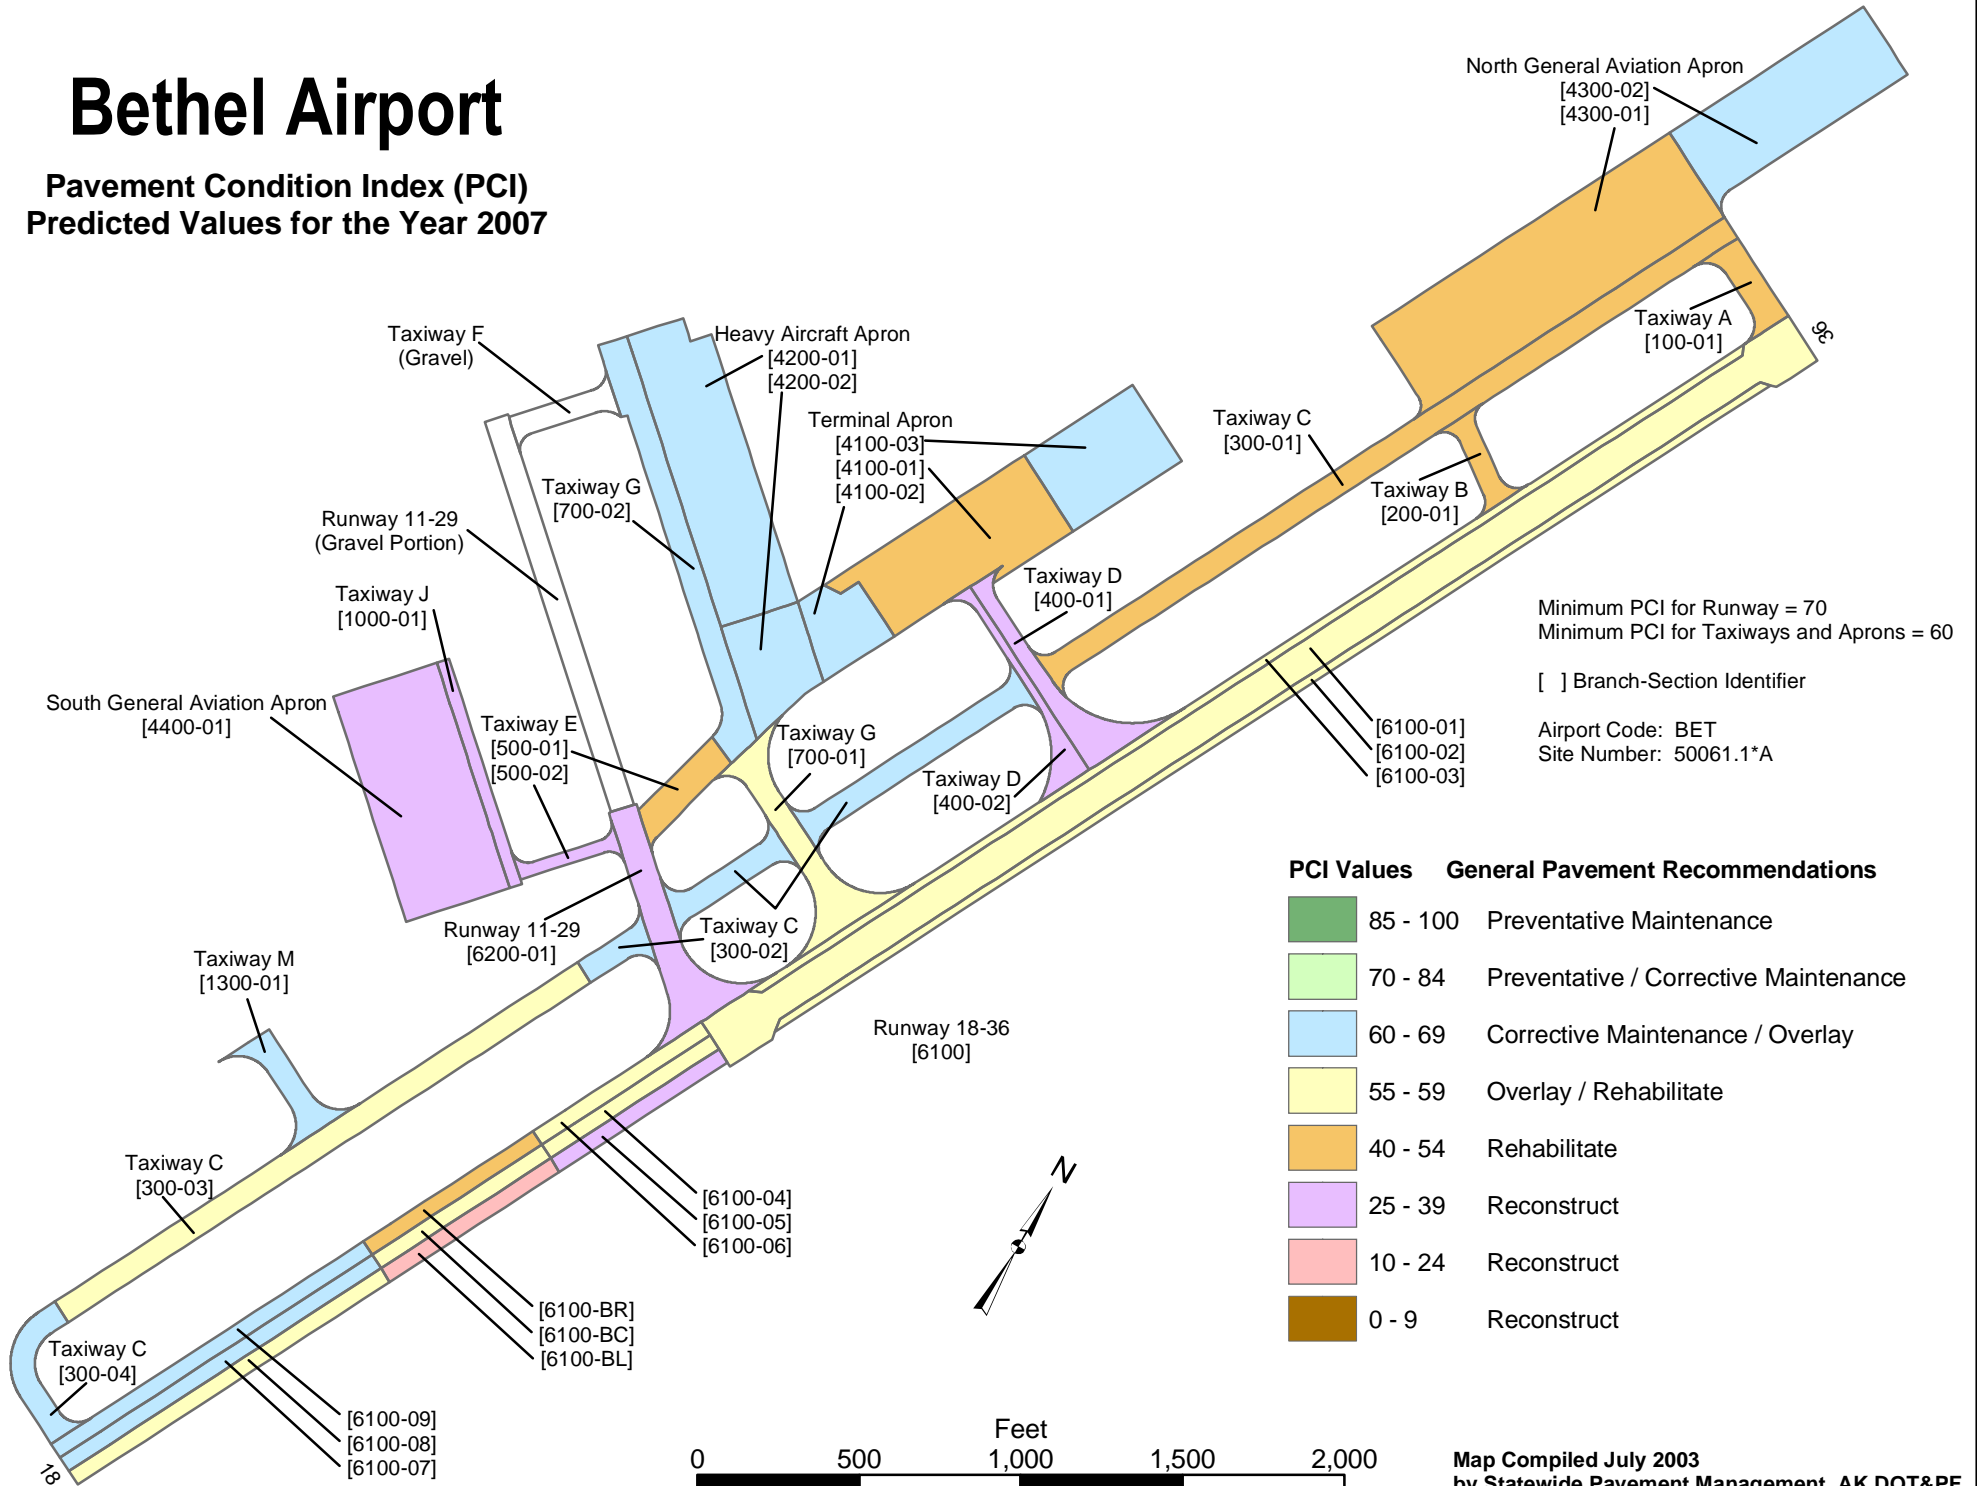 Bethel Airport
Pavement Condition Index (PCI)
Predicted Values for the Year 2007
North General Aviation Apron
[4300-02]
[4300-01]
Taxiway A
[100-01]
36
Taxiway F
(Gravel)
Heavy Aircraft Apron
[4200-01]
[4200-02]
Terminal Apron
[4100-03]
[4100-01]
[4100-02]
Taxiway C
[300-01]
Taxiway B
[200-01]
Taxiway G
[700-02]
Runway 11-29
(Gravel Portion)
Taxiway J
[1000-01]
Taxiway D
[400-01]
Minimum PCI for Runway = 70
Minimum PCI for Taxiways and Aprons = 60
[   ] Branch-Section Identifier
Airport Code:  BET
Site Number:  50061.1*A
South General Aviation Apron
[4400-01]
Taxiway E
[500-01]
[500-02]
Taxiway G
[700-01]
Taxiway D
[400-02]
[6100-01]
[6100-02]
[6100-03]
Runway 11-29
[6200-01]
Taxiway C
[300-02]
Taxiway M
[1300-01]
Runway 18-36
[6100]
PCI Values General Pavement Recommendations
85 - 100 Preventative Maintenance
70 - 84 Preventative / Corrective Maintenance
60 - 69 Corrective Maintenance / Overlay
55 - 59 Overlay / Rehabilitate
40 - 54 Rehabilitate
25 - 39 Reconstruct
10 - 24 Reconstruct
0 - 9 Reconstruct
Taxiway C
[300-03]
[6100-04]
[6100-05]
[6100-06]
N
[6100-BR]
[6100-BC]
[6100-BL]
Taxiway C
[300-04]
[6100-09]
[6100-08]
[6100-07]
18
Feet
0 500 1,000 1,500 2,000
Map Compiled July 2003
by Statewide Pavement Management, AK DOT&PF